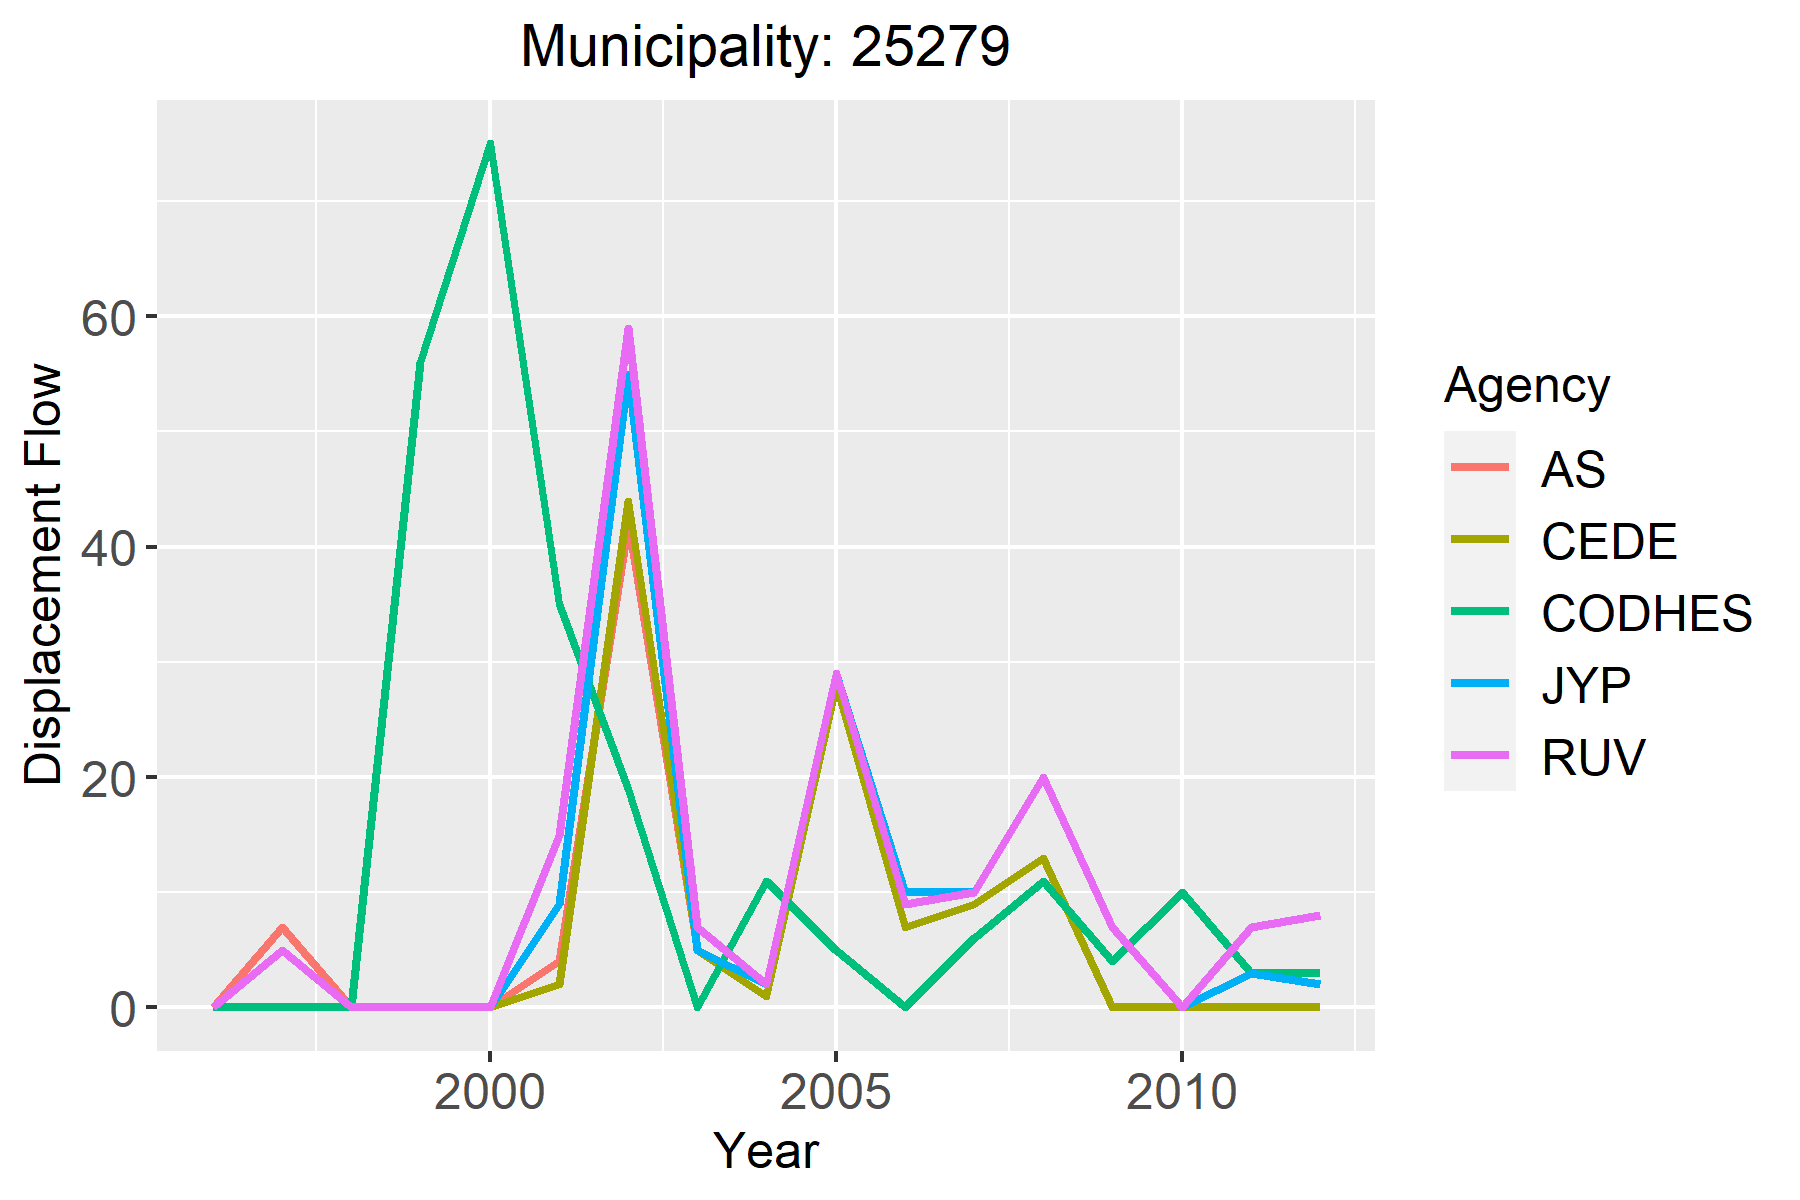 Municipality: 25279
Displacement Flow
60
40
20
0
2000 2005 2010
Year
Agency
AS
CEDE
CODHES
JYP
RUV